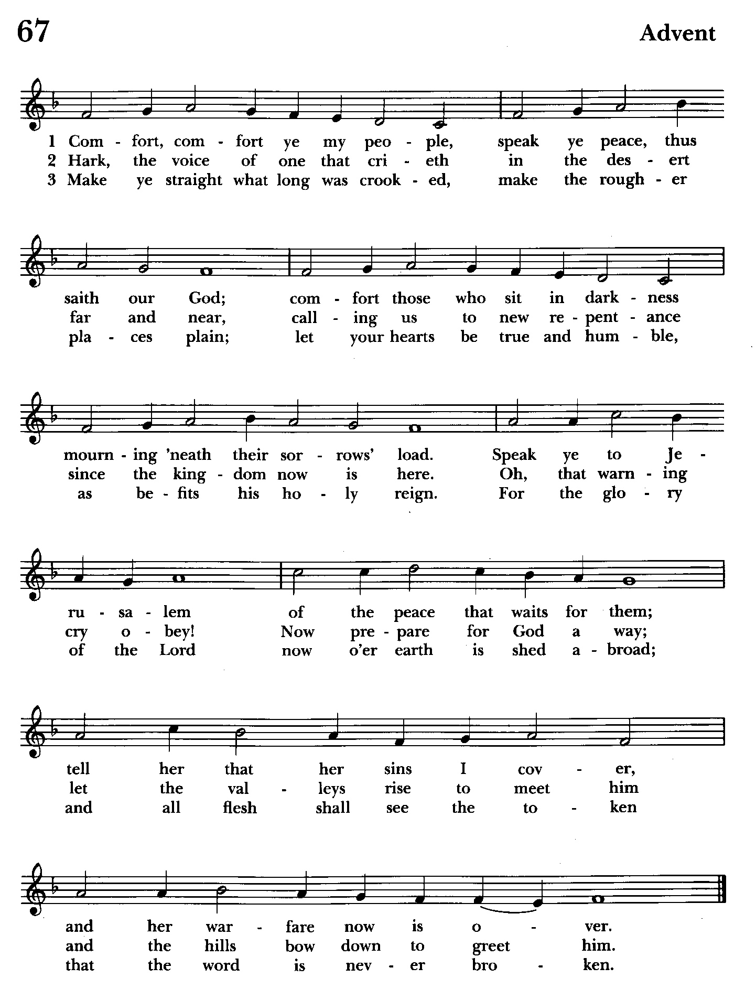 67 Advent
1 Com - fort, com - fort ye my peo - ple, speak ye peace, thus
2 Hark, the voice of one that cri - eth in the des - ert
3 Make ye straight what long was crook - ed, make the rough - er
saith our God; com - fort those who sit in dark - ness
far and near, call - ing us to new re - pent - ance
pla - ces plain; let your hearts be true and hum - ble,
mourn - ing ’neath their sor - rows’ load. Speak ye to Je -
since the king - dom now is here. Oh, that warn - ing
as be - fits his ho - ly reign. For the glo - ry
ru - sa - lem of the peace that waits for them;
cry o - bey! Now pre - pare for God a way;
of the Lord now o’er earth is shed a - broad;
tell her that her sins I cov - er,
let the val - leys rise to meet him
and all flesh shall see the to - ken
and her war - fare now is o - ver.
and the hills bow down to greet him.
that the word is nev - er bro - ken.